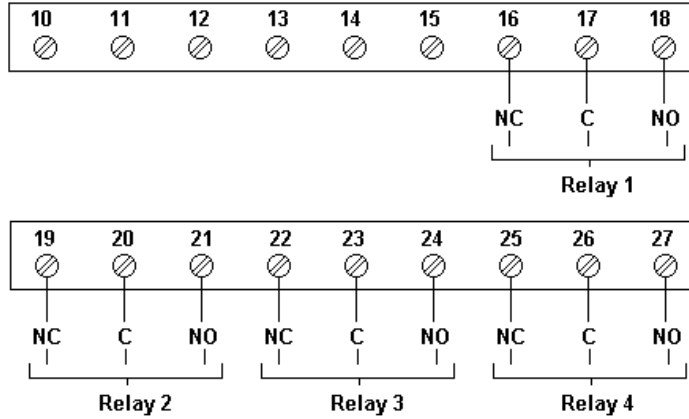 10 11 12 13 14 15 16 17 18
NC C NO
Relay 1
19 20 21 22 23 24 25 26 27
NC C NO NC C NO NC C NO
Relay 2 Relay 3 Relay 4